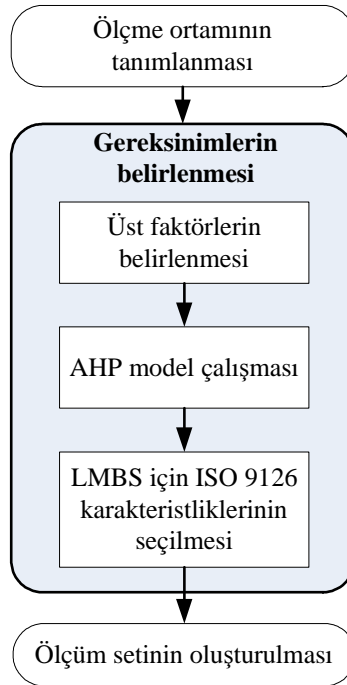 Ölçme ortamının
tanımlanması
Gereksinimlerin
belirlenmesi
Üst faktörlerin
belirlenmesi
AHP model çalışması
LMBS için ISO 9126
karakteristliklerinin
seçilmesi
Ölçüm setinin oluşturulması